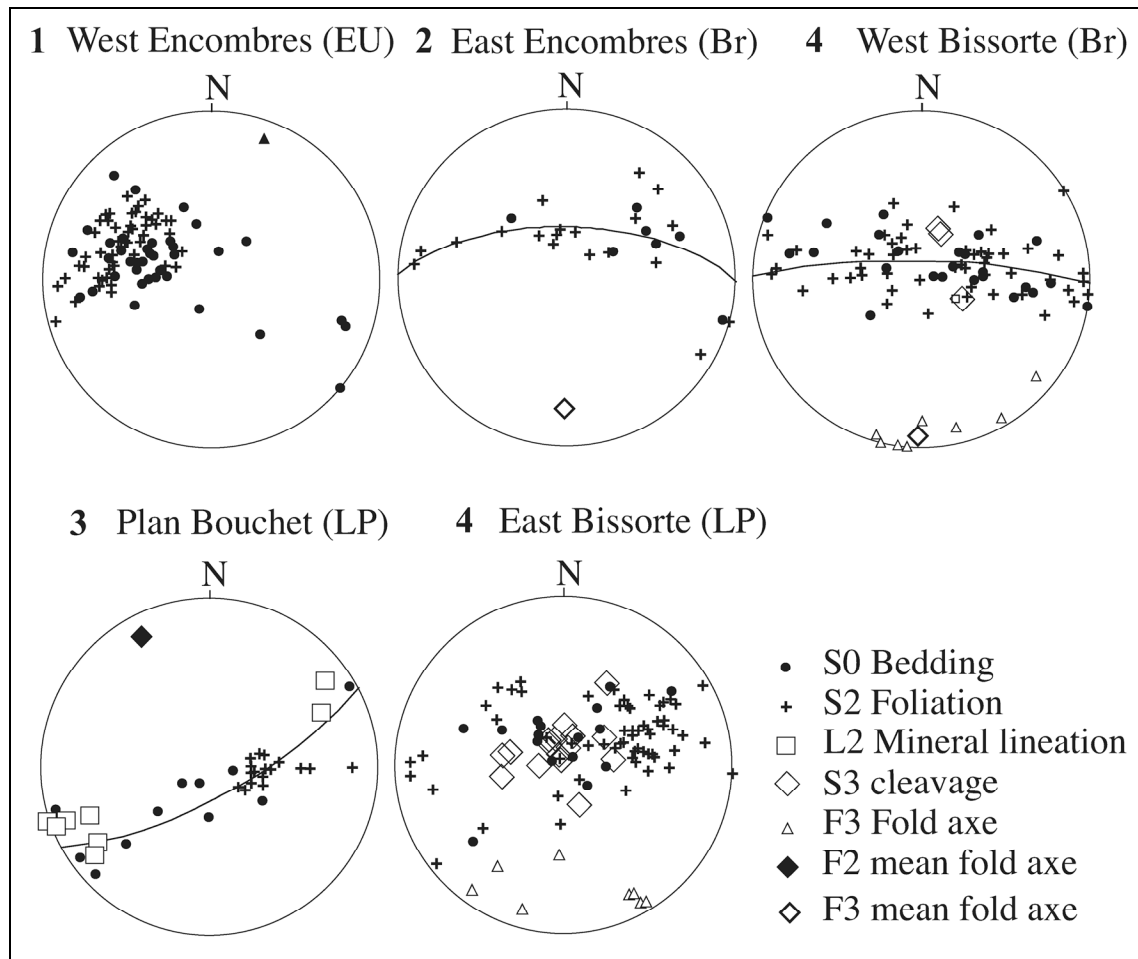 1 West Encombres (EU)
2 East Encombres (Br)
4 West Bissorte (Br)
N
N
N
3 Plan Bouchet (LP)
4 East Bissorte (LP)
N
N
S0 Bedding
S2 Foliation
L2 Mineral lineation
S3 cleavage
F3 Fold axe
F2 mean fold axe
F3 mean fold axe